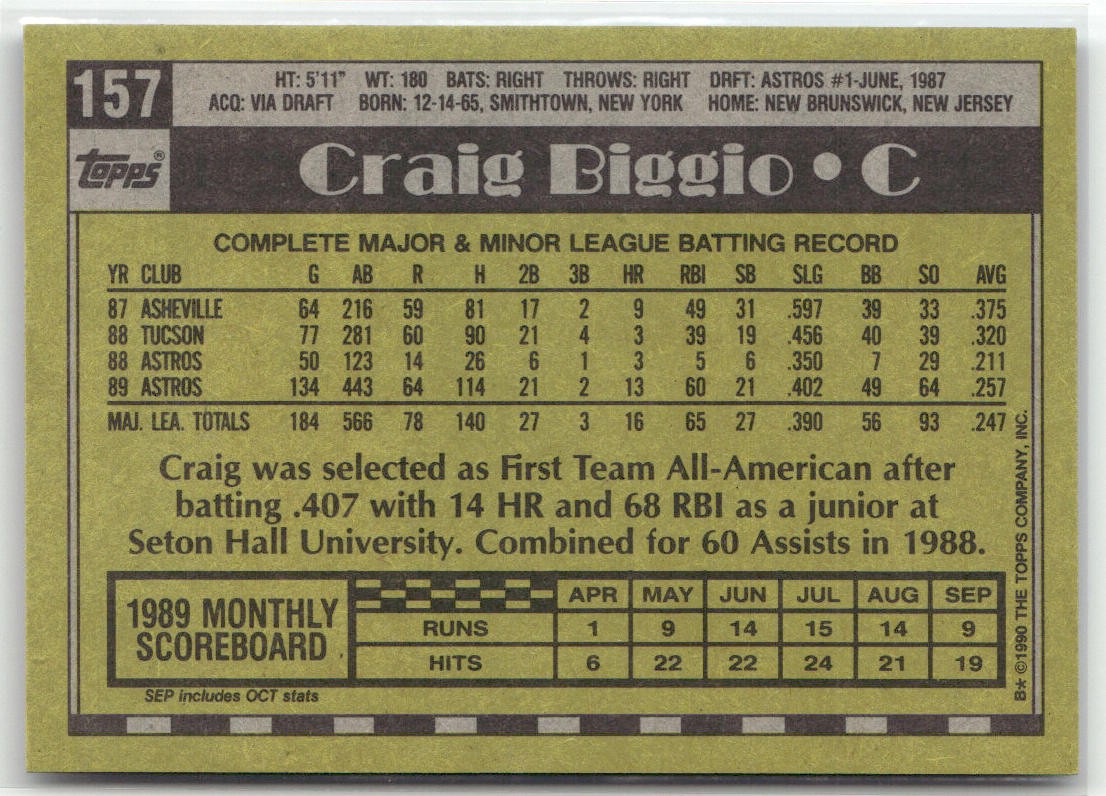 157
HT: 5'11" WT: 180 BATS: RIGHT THROWS: RIGHT DRFT: ASTROS #1-JUNE, 1987
ACQ: VIA DRAFT BORN: 12-14-65, SMITHTOWN, NEW YORK HOME: NEW BRUNSWICK, NEW JERSEY
topps®
Craig Biggio • C
COMPLETE MAJOR & MINOR LEAGUE BATTING RECORD
YR CLUB G AB R H 2B 3B HR RBI SB SLG BB SO AVG
87 ASHEVILLE 64 216 59 81 17 2 9 49 31 .597 39 33 .375
88 TUCSON 77 281 60 90 21 4 3 39 19 .456 40 39 .320
88 ASTROS 50 123 14 26 6 1 3 5 6 .350 7 29 .211
89 ASTROS 134 443 64 114 21 2 13 60 21 .402 49 64 .257
MAJ. LEA. TOTALS 184 566 78 140 27 3 16 65 27 .390 56 93 .247
Craig was selected as First Team All-American after
batting .407 with 14 HR and 68 RBI as a junior at
Seton Hall University. Combined for 60 Assists in 1988.
1989 MONTHLY
SCOREBOARD
APR MAY JUN JUL AUG SEP
RUNS 1 9 14 15 14 9
HITS 6 22 22 24 21 19
SEP includes OCT stats
B* ©1990 THE TOPPS COMPANY, INC.